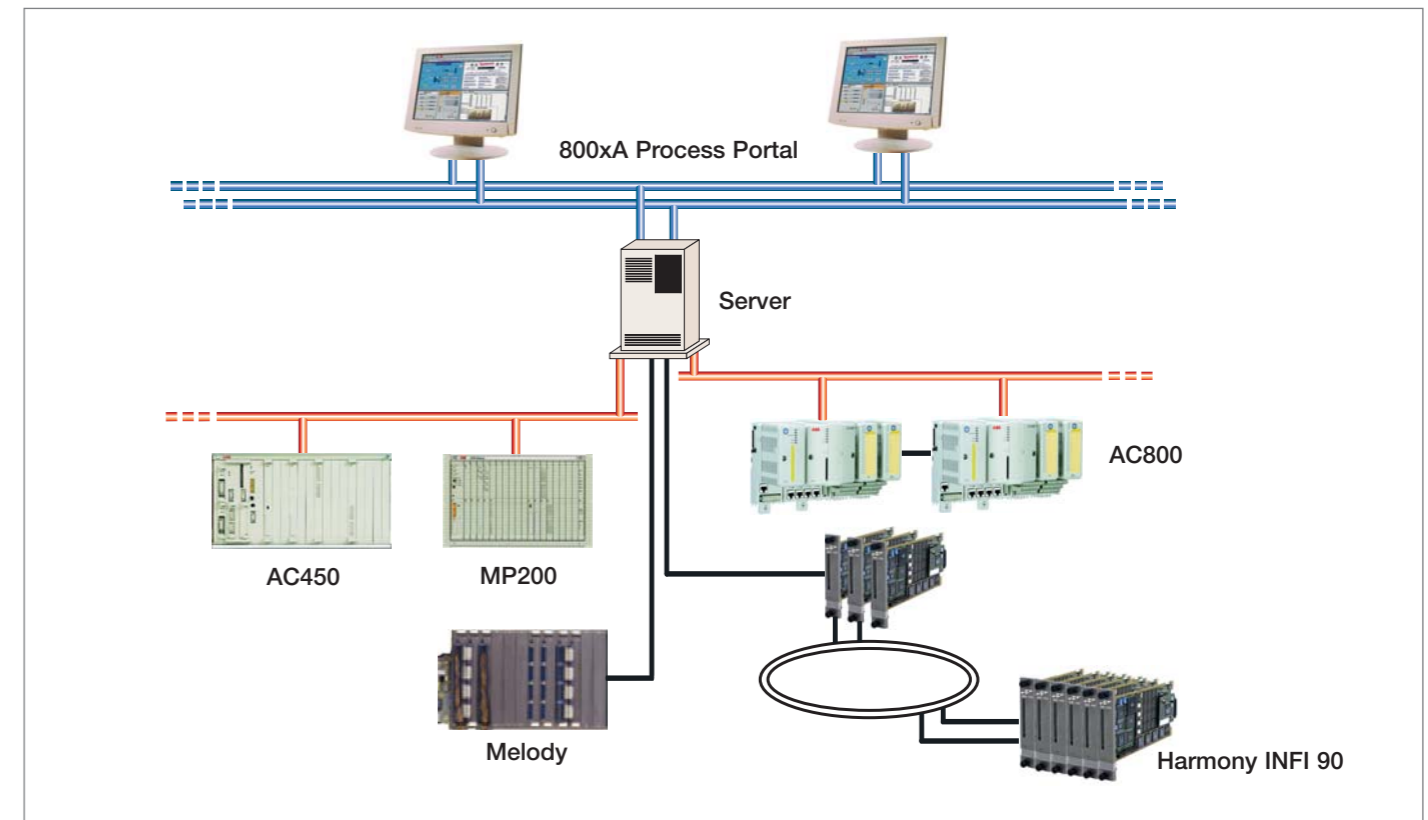 800xA Process Portal
Server
AC800
AC450
MP200
Melody
Harmony INFI 90